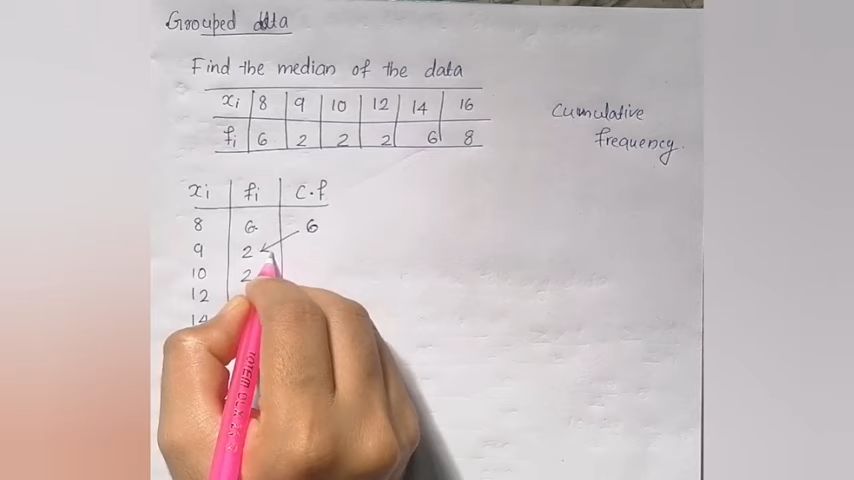 Grouped data
Find the median of the data
xi 8 9 10 12 14 16
fi 6 2 2 2 6 8
Cumulative
frequency.
xi fi C.f
8 6 6
9 2
10 2
12
14